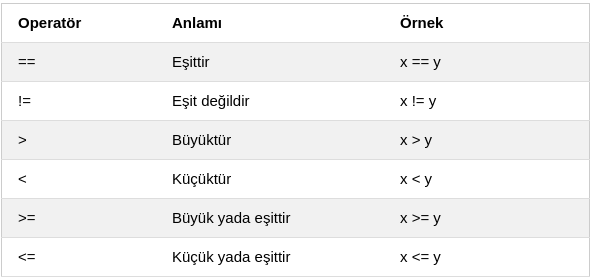 Operatör Anlamı Örnek
== Eşittir x == y
!= Eşit değildir x != y
> Büyüktür x > y
< Küçüktür x < y
>= Büyük yada eşittir x >= y
<= Küçük yada eşittir x <= y